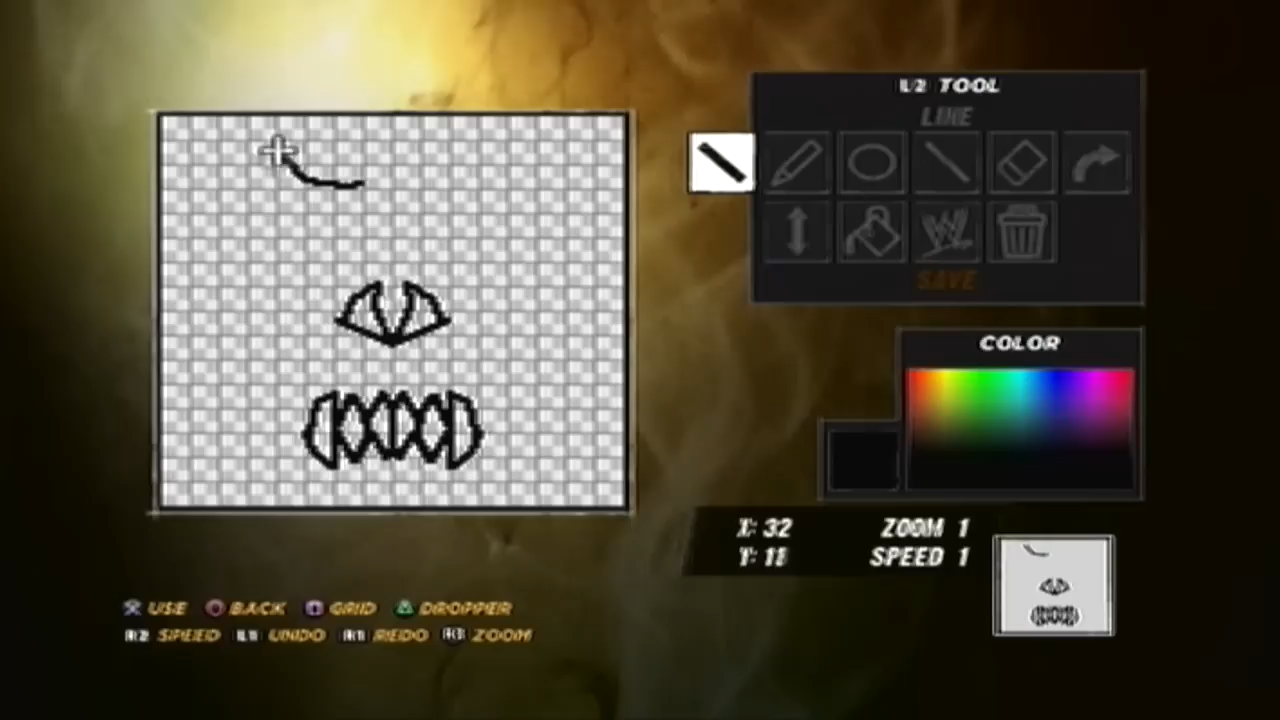 L2 TOOL
LINE
SAVE
COLOR
X: 32 ZOOM 1
Y: 11 SPEED 1
USE BACK GRID DROPPER
R2 SPEED L1 UNDO R1 REDO R3 ZOOM